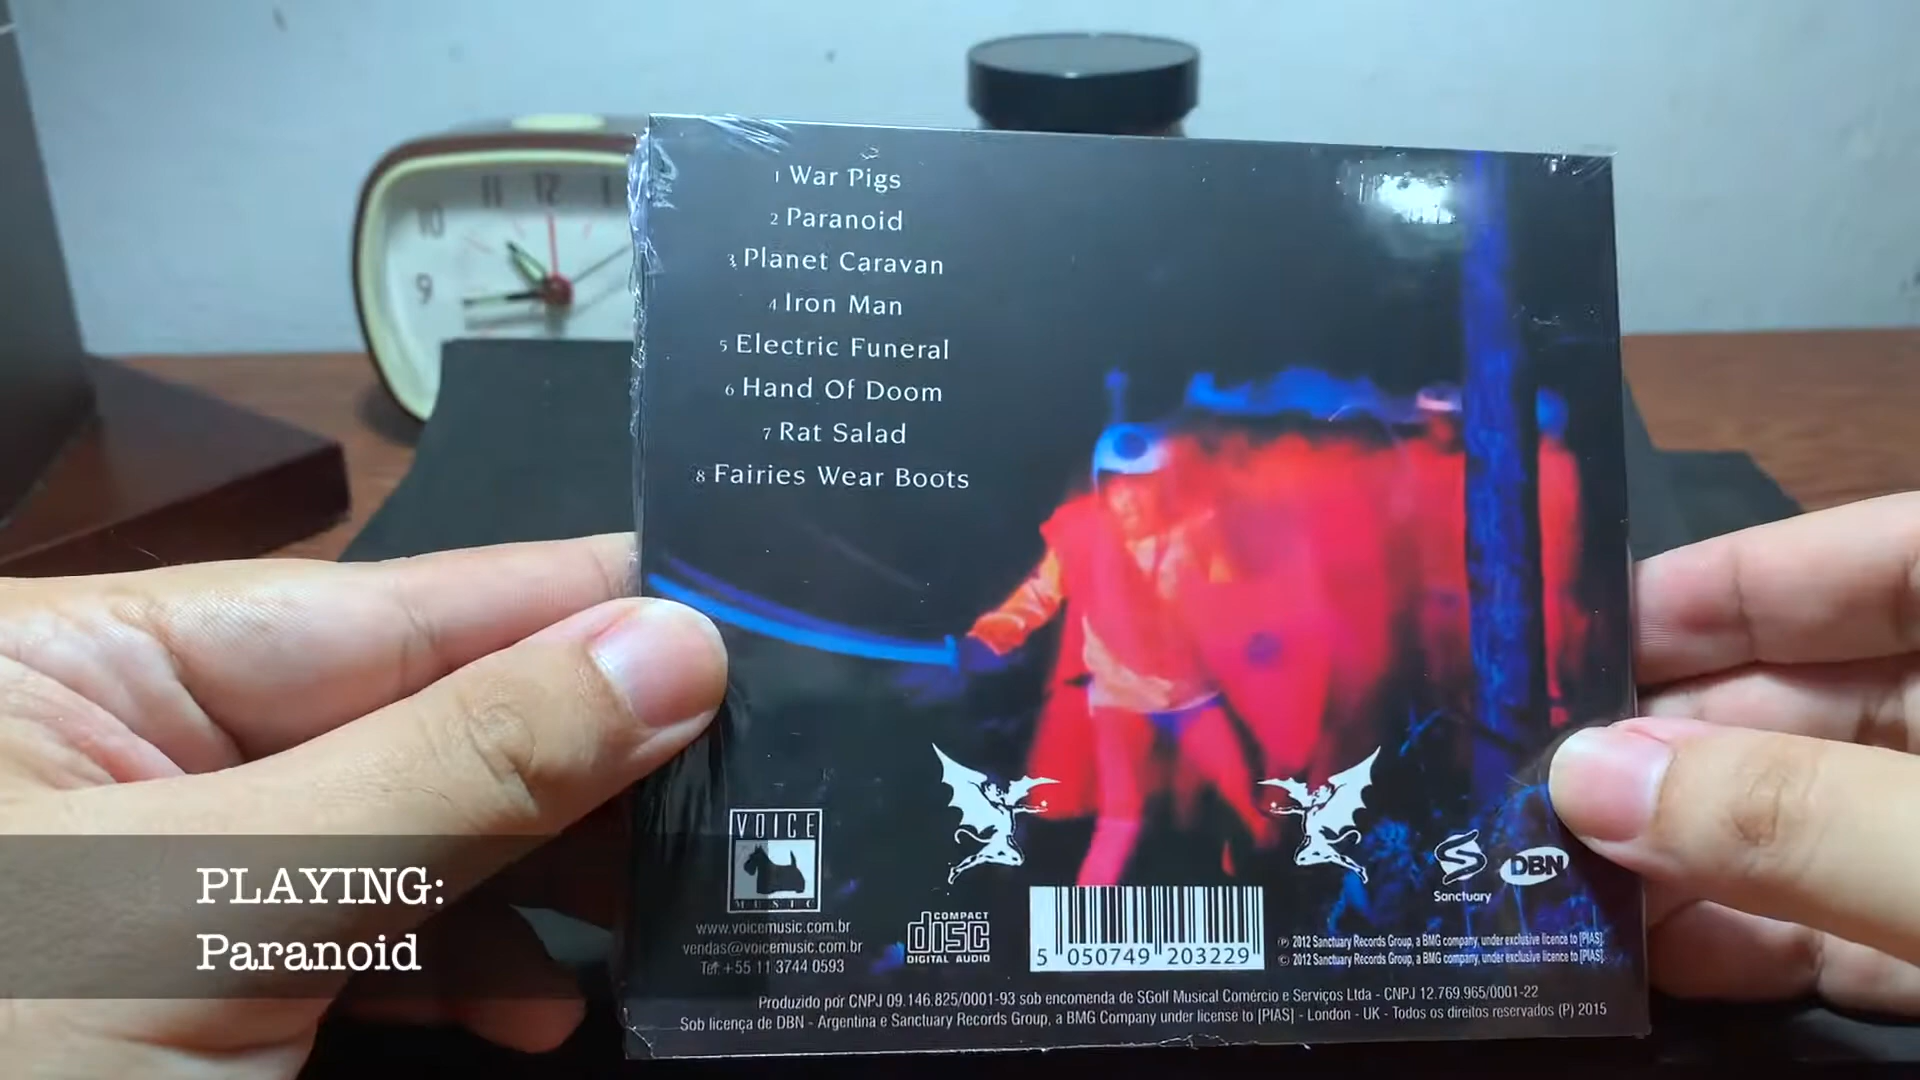 11 12 1
10
9
1 War Pigs
2 Paranoid
3 Planet Caravan
4 Iron Man
5 Electric Funeral
6 Hand Of Doom
7 Rat Salad
8 Fairies Wear Boots
VOICE
MUSIC
www.voicemusic.com.br
vendas@voicemusic.com.br
Tel: +55 11 3744 0593
COMPACT
disc
DIGITAL AUDIO
5 050749 203229
Sanctuary
DBN
℗ 2012 Sanctuary Records Group, a BMG company, under exclusive licence to [PIAS].
© 2012 Sanctuary Records Group, a BMG company, under exclusive licence to [PIAS].
Produzido por CNPJ 09.146.825/0001-93 sob encomenda de SGolf Musical Comércio e Serviços Ltda - CNPJ 12.769.965/0001-22
Sob licença de DBN - Argentina e Sanctuary Records Group, a BMG Company under license to [PIAS] - London - UK - Todos os direitos reservados (P) 2015
PLAYING:
Paranoid